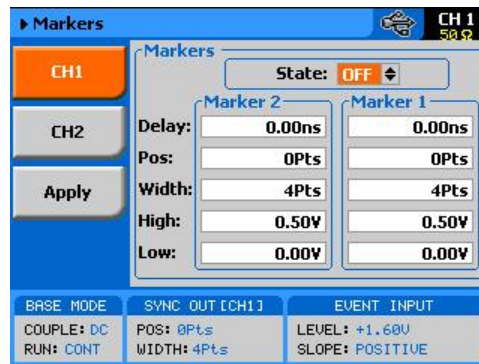 Markers
CH 1
50 Ω
CH1
CH2
Apply
Markers
State: OFF
Marker 2 Marker 1
Delay: 0.00ns 0.00ns
Pos: 0Pts 0Pts
Width: 4Pts 4Pts
High: 0.50V 0.50V
Low: 0.00V 0.00V
BASE MODE SYNC OUT [CH1] EVENT INPUT
COUPLE: DC POS: 0Pts LEVEL: +1.60V
RUN: CONT WIDTH: 4Pts SLOPE: POSITIVE